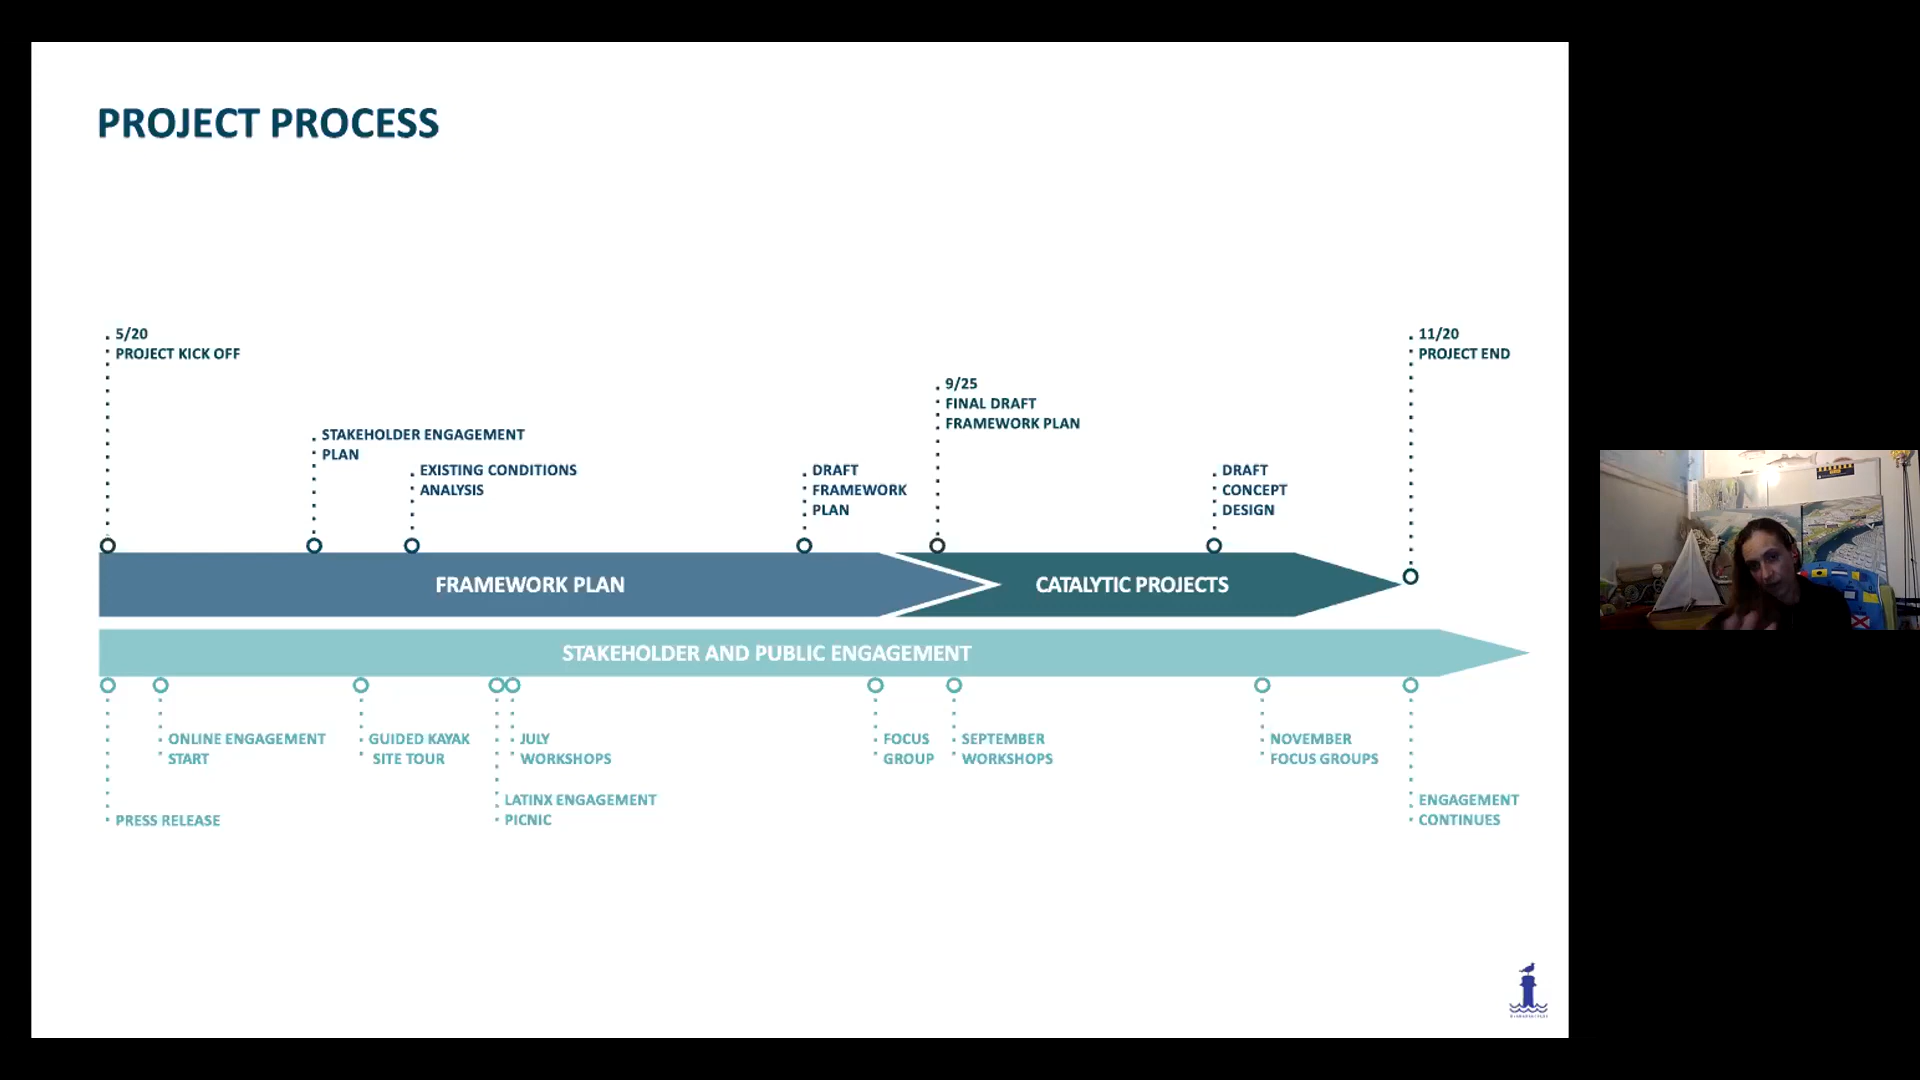 PROJECT PROCESS
5/20
PROJECT KICK OFF
11/20
PROJECT END
9/25
FINAL DRAFT
FRAMEWORK PLAN
STAKEHOLDER ENGAGEMENT
PLAN
EXISTING CONDITIONS
ANALYSIS
DRAFT
FRAMEWORK
PLAN
DRAFT
CONCEPT
DESIGN
FRAMEWORK PLAN
CATALYTIC PROJECTS
STAKEHOLDER AND PUBLIC ENGAGEMENT
ONLINE ENGAGEMENT
START
GUIDED KAYAK
SITE TOUR
JULY
WORKSHOPS
FOCUS
GROUP
SEPTEMBER
WORKSHOPS
NOVEMBER
FOCUS GROUPS
PRESS RELEASE
LATINX ENGAGEMENT
PICNIC
ENGAGEMENT
CONTINUES